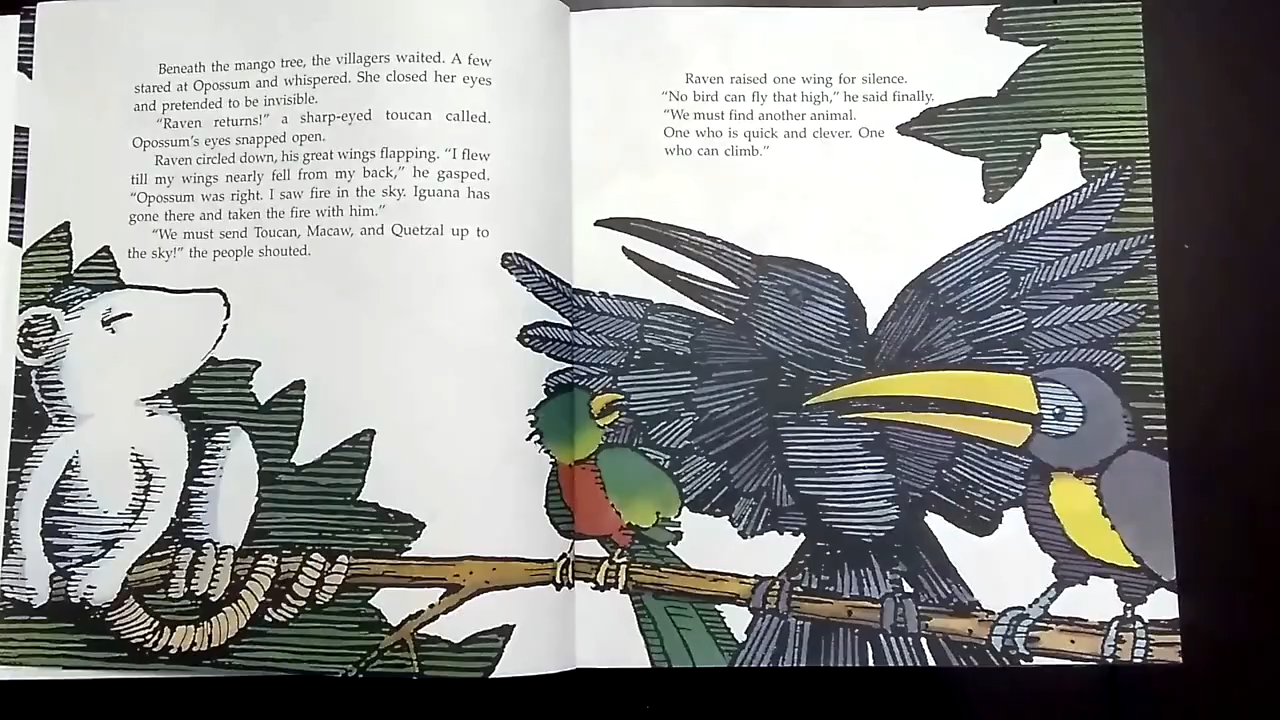 Beneath the mango tree, the villagers waited. A few
stared at Opossum and whispered. She closed her eyes
and pretended to be invisible.
"Raven returns!" a sharp-eyed toucan called.
Opossum's eyes snapped open.
Raven circled down, his great wings flapping. "I flew
till my wings nearly fell from my back," he gasped.
"Opossum was right. I saw fire in the sky. Iguana has
gone there and taken the fire with him."
"We must send Toucan, Macaw, and Quetzal up to
the sky!" the people shouted.
Raven raised one wing for silence.
"No bird can fly that high," he said finally.
"We must find another animal.
One who is quick and clever. One
who can climb."